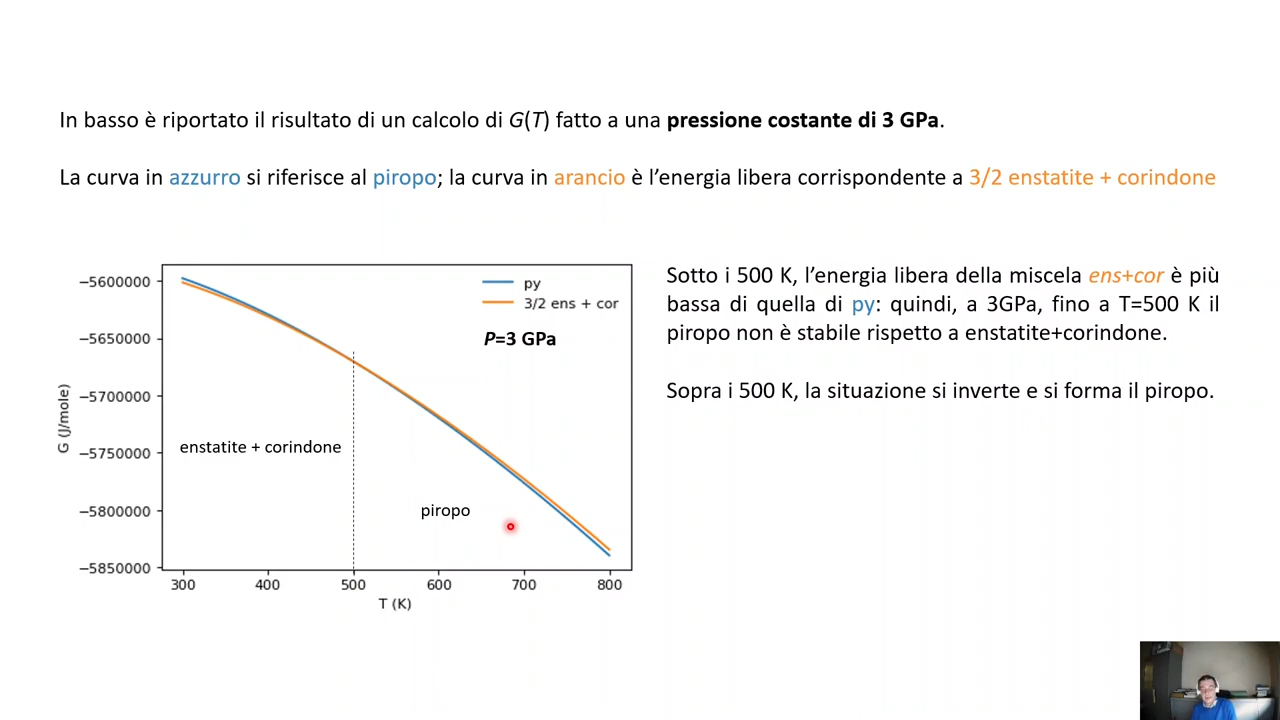 In basso è riportato il risultato di un calcolo di G(T) fatto a una pressione costante di 3 GPa.
La curva in azzurro si riferisce al piropo; la curva in arancio è l’energia libera corrispondente a 3/2 enstatite + corindone
−5600000
−5650000
−5700000
−5750000
−5800000
−5850000
G (J/mole)
py
3/2 ens + cor
P=3 GPa
enstatite + corindone
piropo
300
400
500
600
700
800
T (K)
Sotto i 500 K, l’energia libera della miscela ens+cor è più
bassa di quella di py: quindi, a 3GPa, fino a T=500 K il
piropo non è stabile rispetto a enstatite+corindone.
Sopra i 500 K, la situazione si inverte e si forma il piropo.